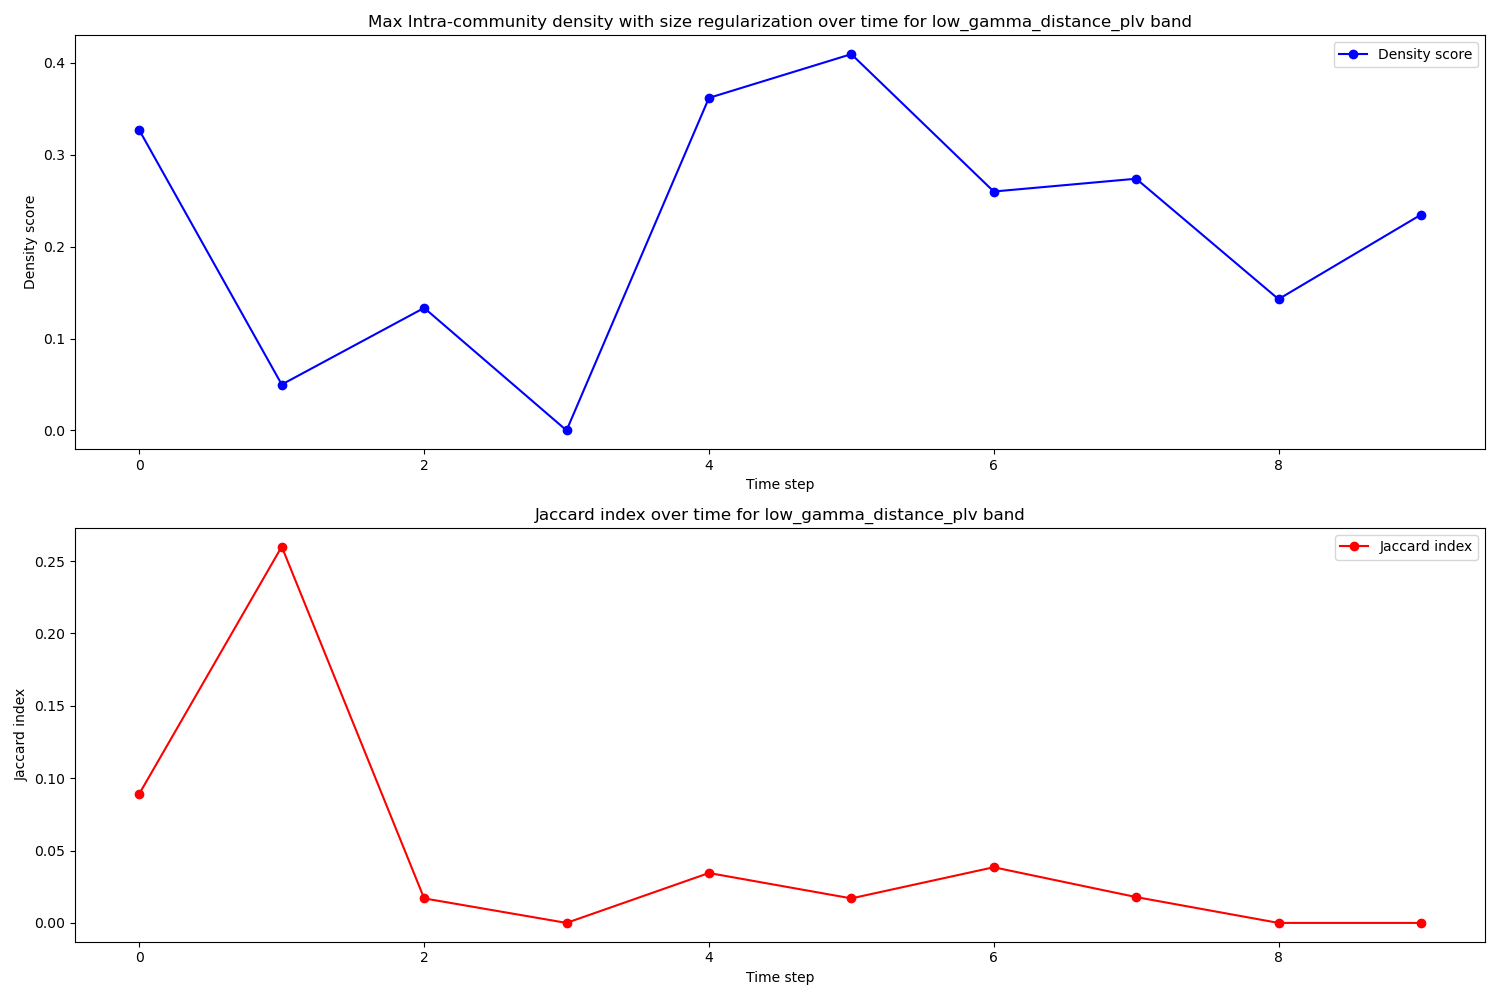 Max Intra-community density with size regularization over time for low_gamma_distance_plv band
Density score
0.4
0.3
0.2
0.1
0.0
Density score
0 2 4 6 8
Time step
Jaccard index over time for low_gamma_distance_plv band
Jaccard index
0.25
0.20
0.15
0.10
0.05
0.00
Jaccard index
0 2 4 6 8
Time step